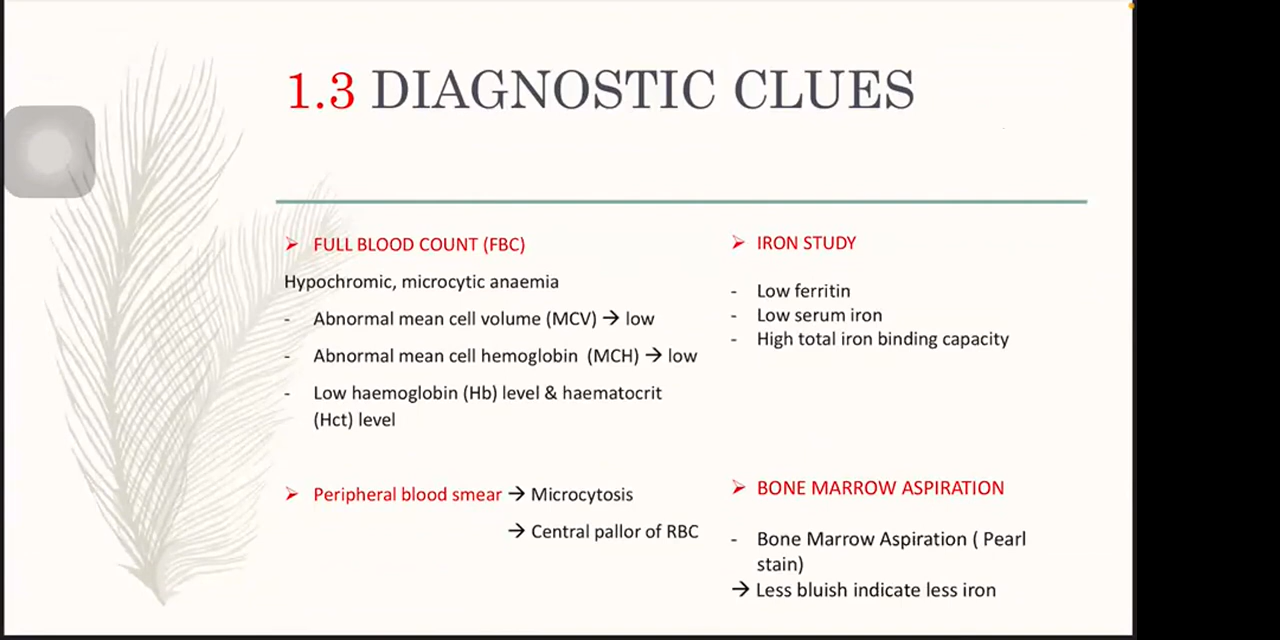 1.3 DIAGNOSTIC CLUES
FULL BLOOD COUNT (FBC)
Hypochromic, microcytic anaemia
- Abnormal mean cell volume (MCV) → low
- Abnormal mean cell hemoglobin (MCH) → low
- Low haemoglobin (Hb) level & haematocrit
(Hct) level
Peripheral blood smear → Microcytosis
→ Central pallor of RBC
IRON STUDY
- Low ferritin
- Low serum iron
- High total iron binding capacity
BONE MARROW ASPIRATION
- Bone Marrow Aspiration ( Pearl
stain)
→ Less bluish indicate less iron